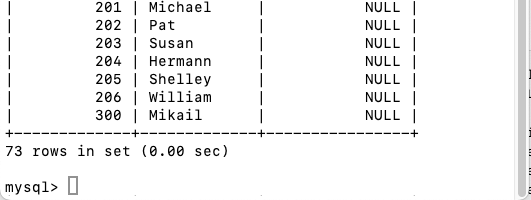 |         201 | Michael     |           NULL |
|         202 | Pat         |           NULL |
|         203 | Susan       |           NULL |
|         204 | Hermann     |           NULL |
|         205 | Shelley     |           NULL |
|         206 | William     |           NULL |
|         300 | Mikail      |           NULL |
+-------------+-------------+----------------+
73 rows in set (0.00 sec)
mysql>